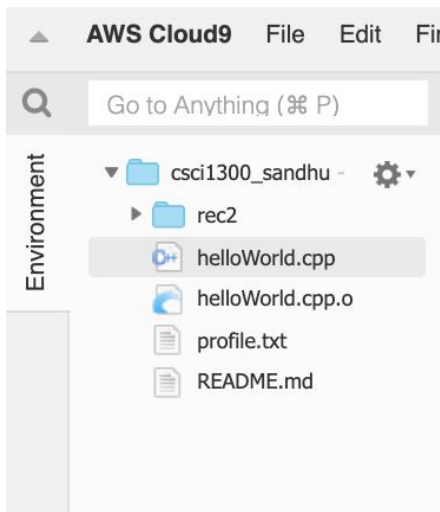 AWS Cloud9 File Edit
Go to Anything (⌘ P)
Environment
csci1300_sandhu -
rec2
C++ helloWorld.cpp
helloWorld.cpp.o
profile.txt
README.md